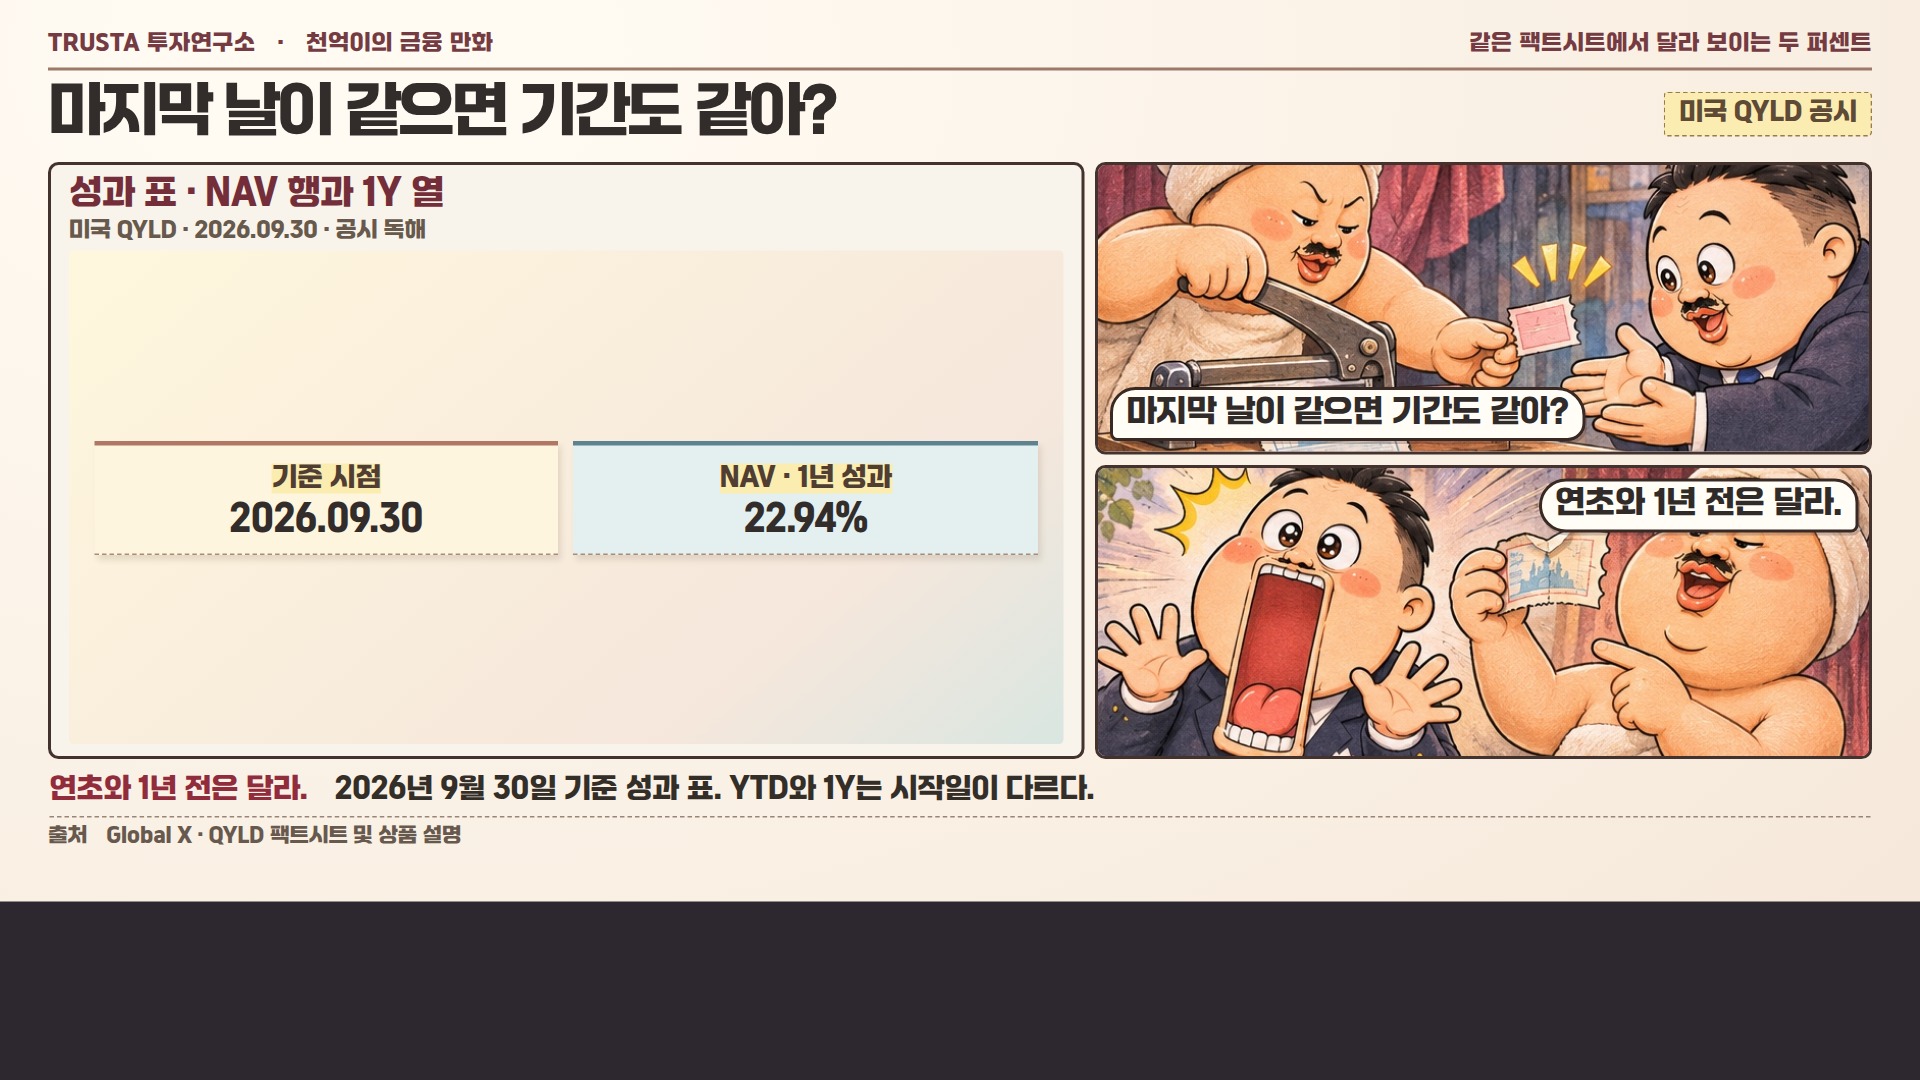 TRUSTA 투자연구소 · 천억이의 금융 만화
같은 팩트시트에서 달라 보이는 두 퍼센트
마지막 날이 같으면 기간도 같아?
미국 QYLD 공시
성과 표 · NAV 행과 1Y 열
미국 QYLD · 2026.09.30 · 공시 독해
기준 시점
2026.09.30
NAV · 1년 성과
22.94%
마지막 날이 같으면 기간도 같아?
연초와 1년 전은 달라.
연초와 1년 전은 달라. 2026년 9월 30일 기준 성과 표. YTD와 1Y는 시작일이 다르다.
출처 Global X · QYLD 팩트시트 및 상품 설명